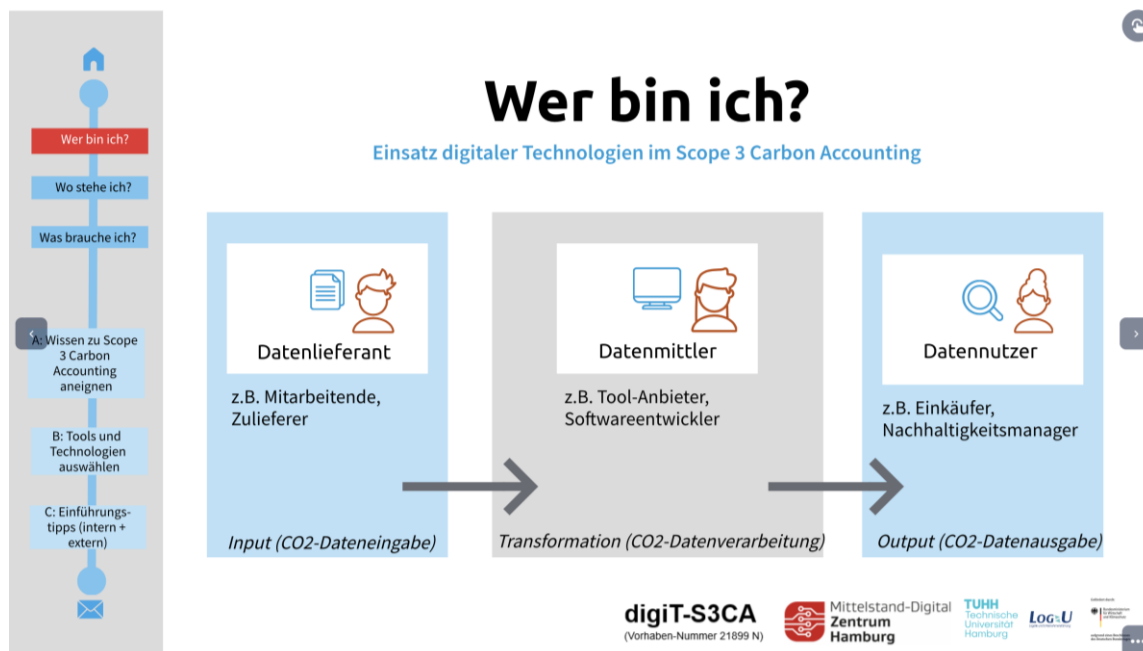 Wer bin ich?
Wo stehe ich?
Was brauche ich?
A: Wissen zu Scope
3 Carbon
Accounting
aneignen
B: Tools und
Technologien
auswählen
C: Einführungs-
tipps (intern +
extern)
Wer bin ich?
Einsatz digitaler Technologien im Scope 3 Carbon Accounting
Datenlieferant
z.B. Mitarbeitende,
Zulieferer
Input (CO2-Dateneingabe)
Datenmittler
z.B. Tool-Anbieter,
Softwareentwickler
Transformation (CO2-Datenverarbeitung)
Datennutzer
z.B. Einkäufer,
Nachhaltigkeitsmanager
Output (CO2-Datenausgabe)
digiT-S3CA
(Vorhaben-Nummer 21899 N)
Mittelstand-Digital
Zentrum
Hamburg
TUHH
Technische
Universität
Hamburg
LOG U